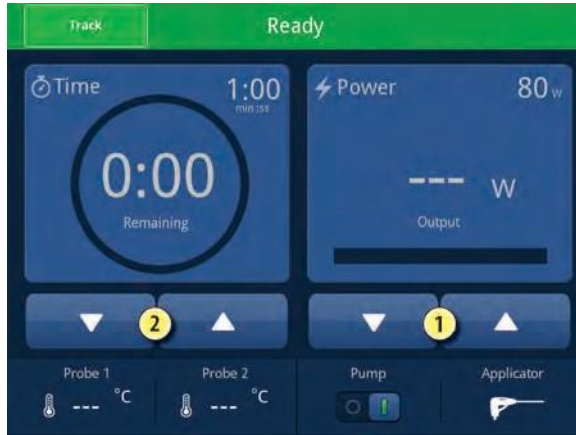 Track
Ready
Time
1:00
min:ss
0:00
Remaining
Power
80 w
--- W
Output
2
1
Probe 1
--- °C
Probe 2
--- °C
Pump
Applicator